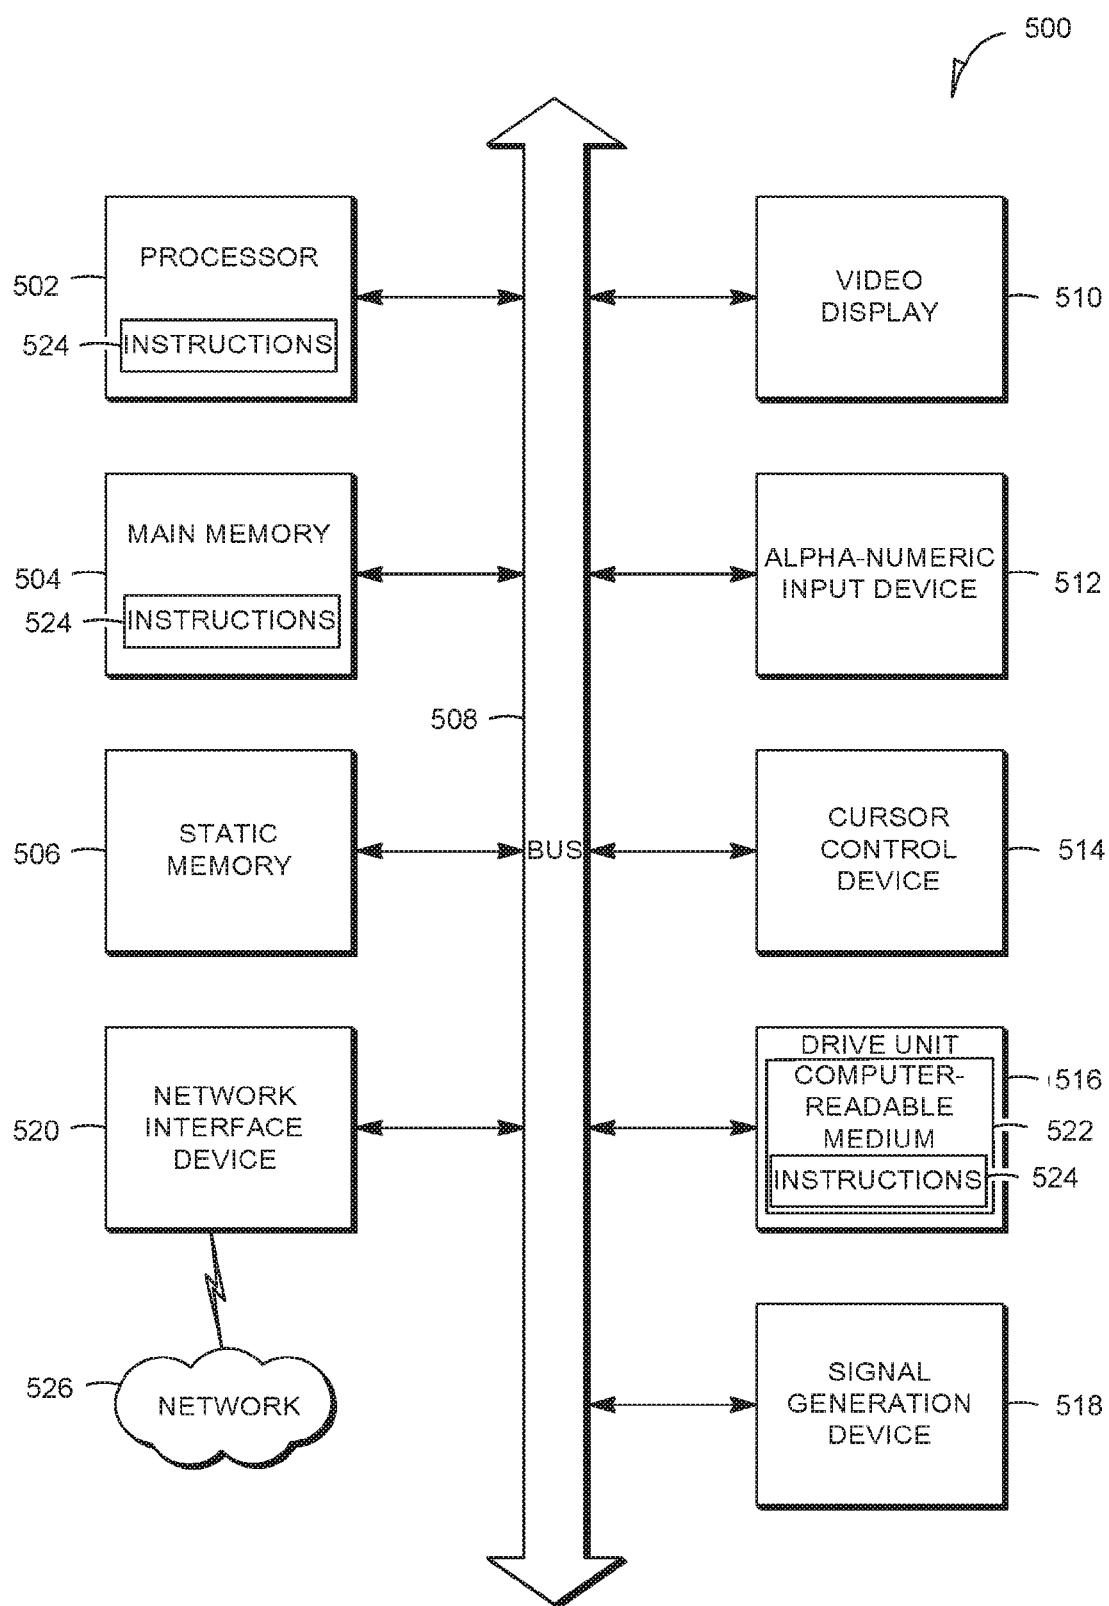 500
PROCESSOR
502
524
INSTRUCTIONS
VIDEO
DISPLAY
510
MAIN MEMORY
504
524
INSTRUCTIONS
ALPHA-NUMERIC
INPUT DEVICE
512
508
STATIC
MEMORY
506
BUS
CURSOR
CONTROL
DEVICE
514
NETWORK
INTERFACE
DEVICE
520
DRIVE UNIT
516
COMPUTER-
READABLE
MEDIUM
522
INSTRUCTIONS
524
526
NETWORK
SIGNAL
GENERATION
DEVICE
518